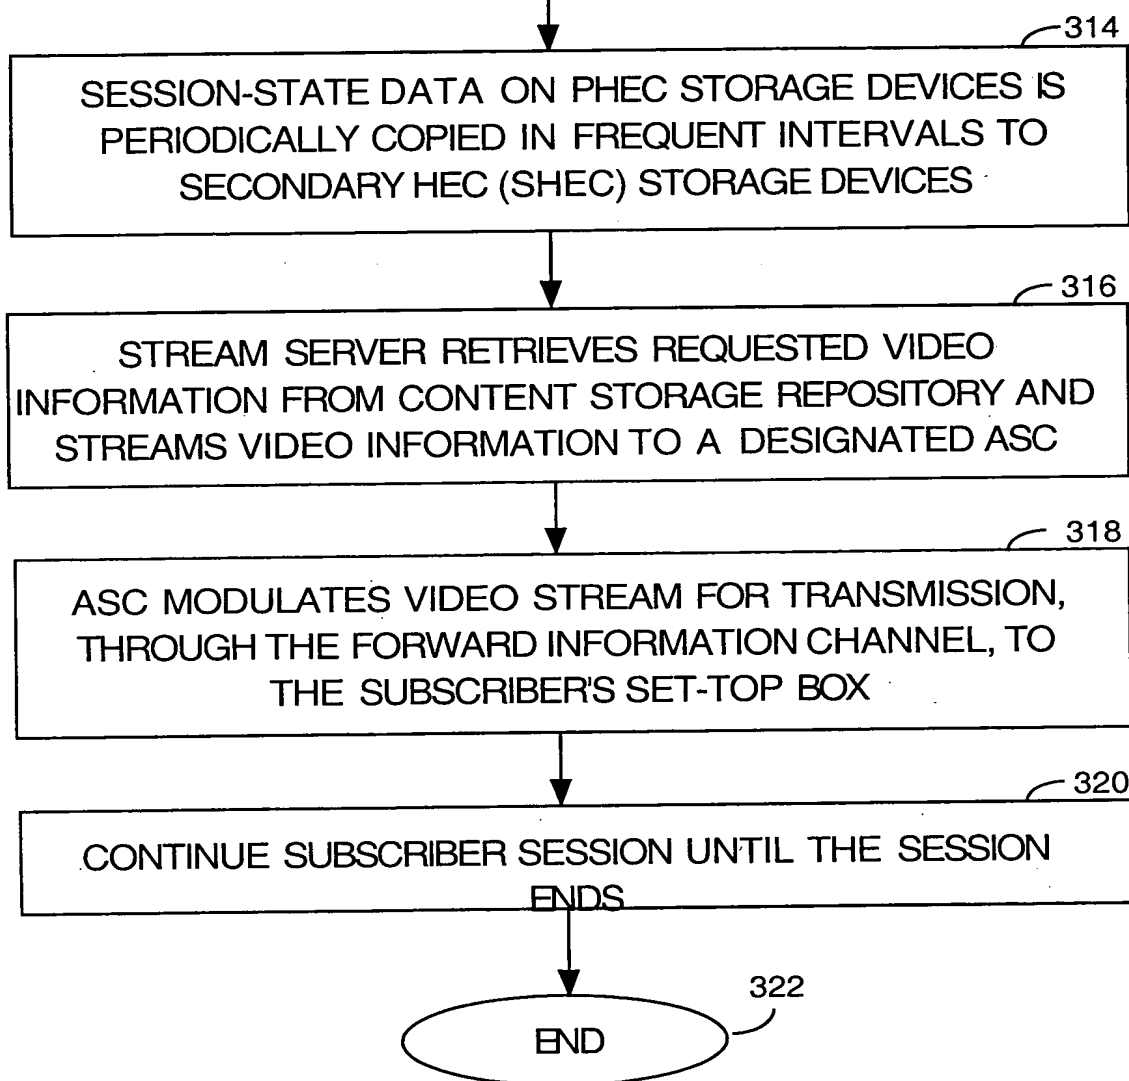 314
SESSION-STATE DATA ON PHEC STORAGE DEVICES IS
PERIODICALLY COPIED IN FREQUENT INTERVALS TO
SECONDARY HEC (SHEC) STORAGE DEVICES
316
STREAM SERVER RETRIEVES REQUESTED VIDEO
INFORMATION FROM CONTENT STORAGE REPOSITORY AND
STREAMS VIDEO INFORMATION TO A DESIGNATED ASC
318
ASC MODULATES VIDEO STREAM FOR TRANSMISSION,
THROUGH THE FORWARD INFORMATION CHANNEL, TO
THE SUBSCRIBER'S SET-TOP BOX
320
CONTINUE SUBSCRIBER SESSION UNTIL THE SESSION
ENDS
322
END